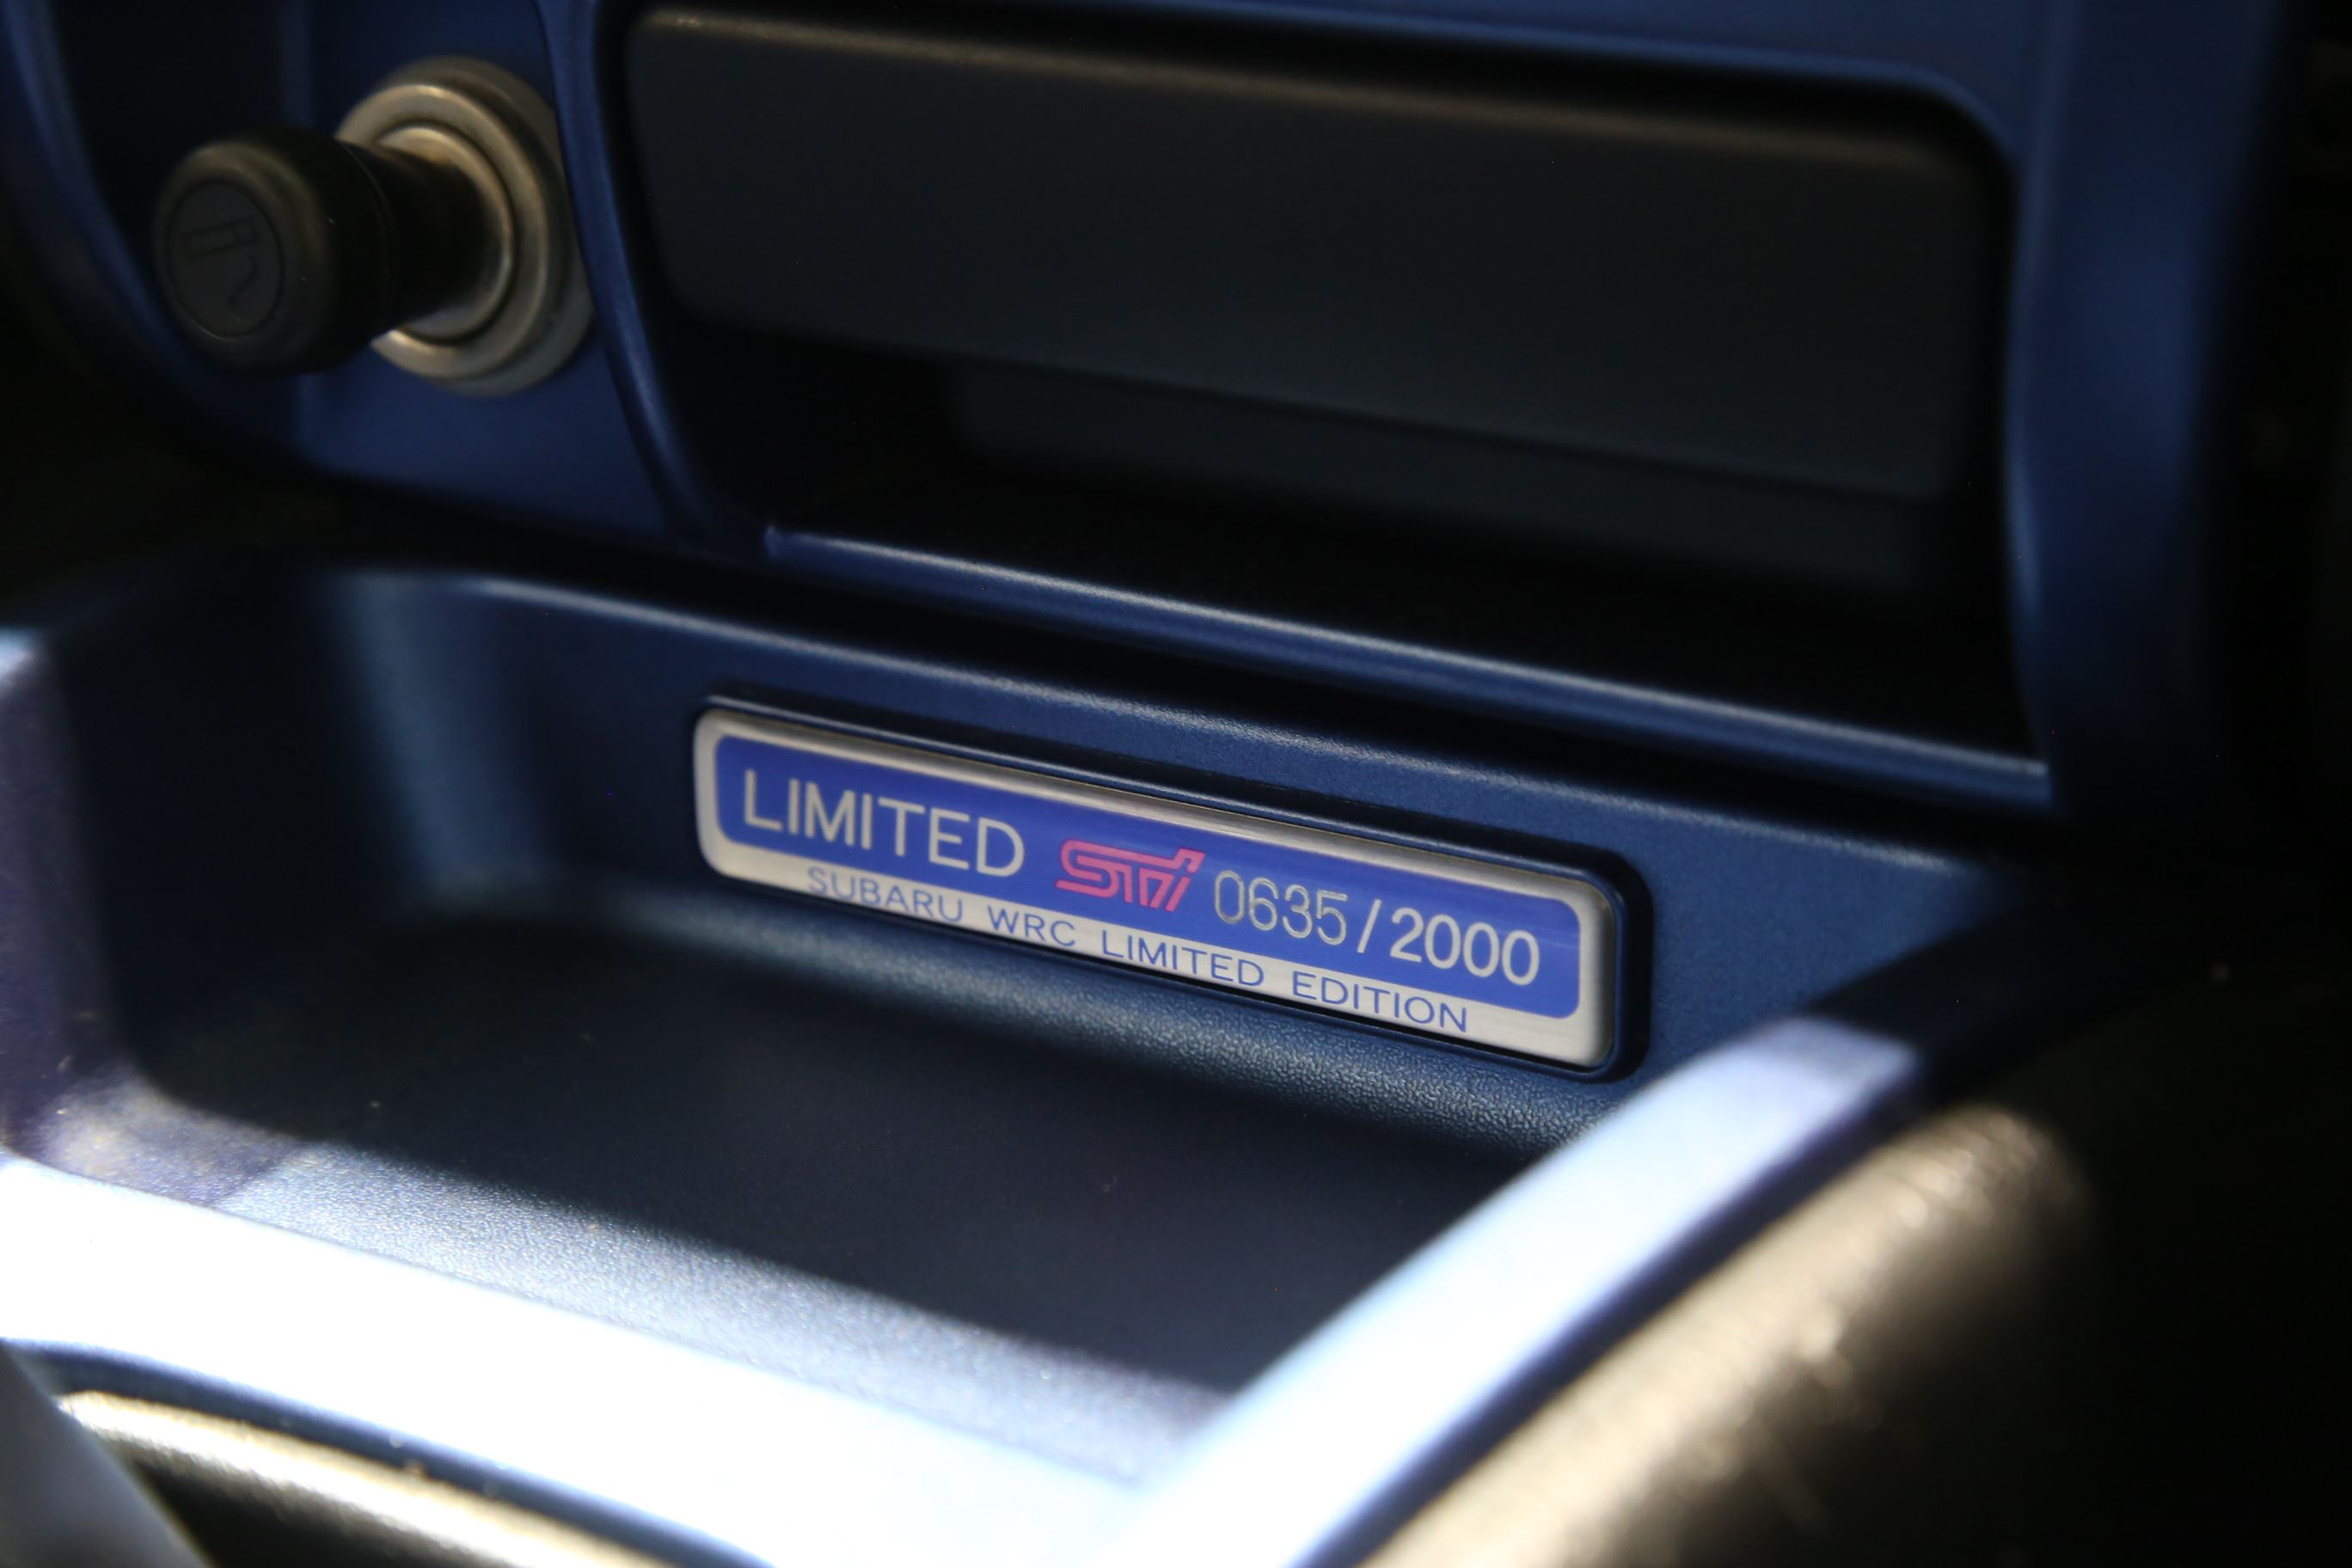 LIMITED STi 0635/2000
SUBARU WRC LIMITED EDITION